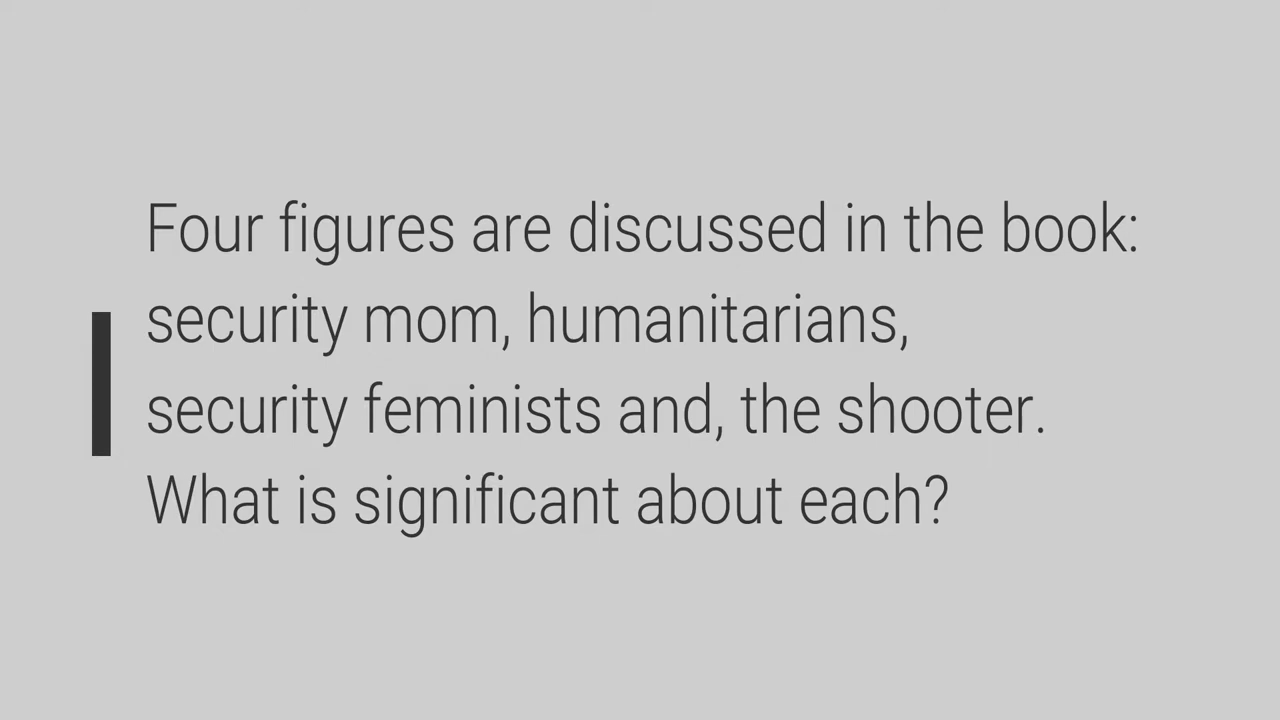 Four figures are discussed in the book:
security mom, humanitarians,
security feminists and, the shooter.
What is significant about each?